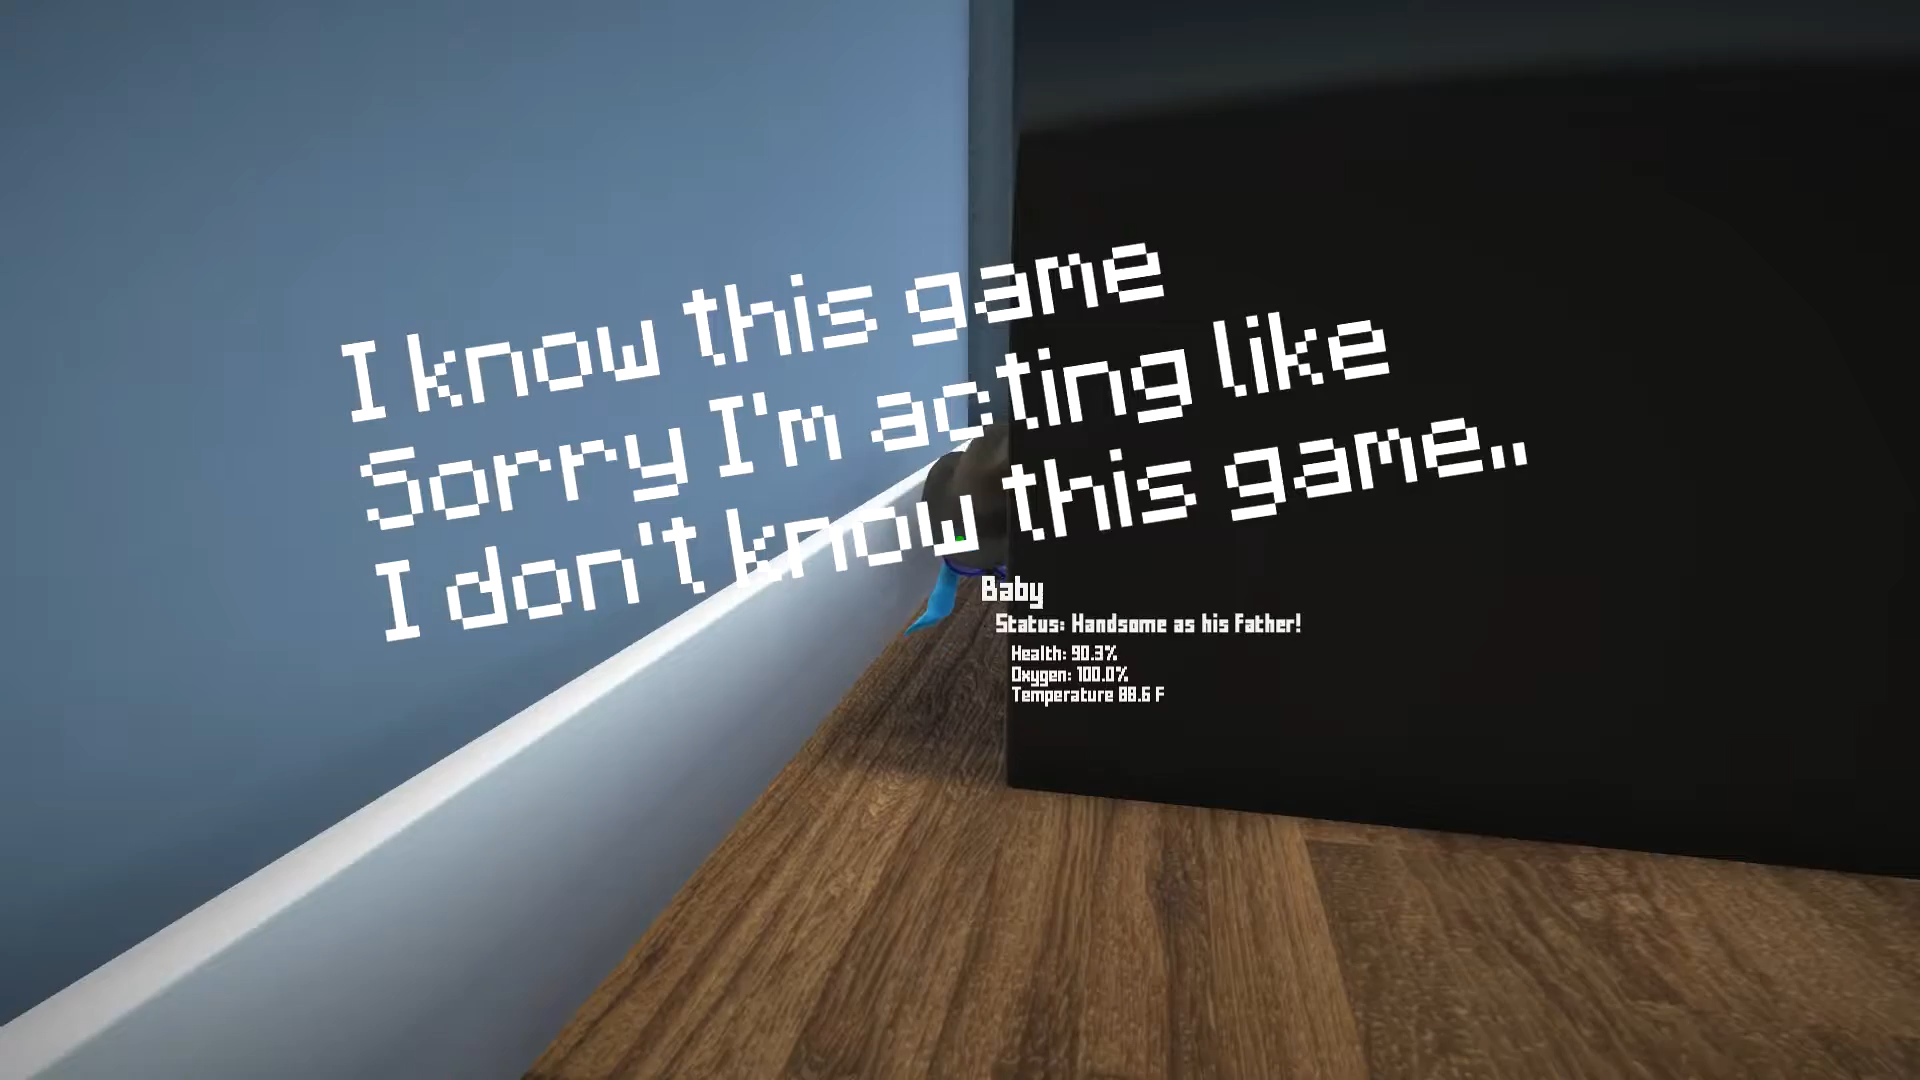 I know this game
Sorry I'm acting like
I don't know this game..
Baby
Status: Handsome as his Father!
Health: 90.3%
Oxygen: 100.0%
Temperature 88.6 F